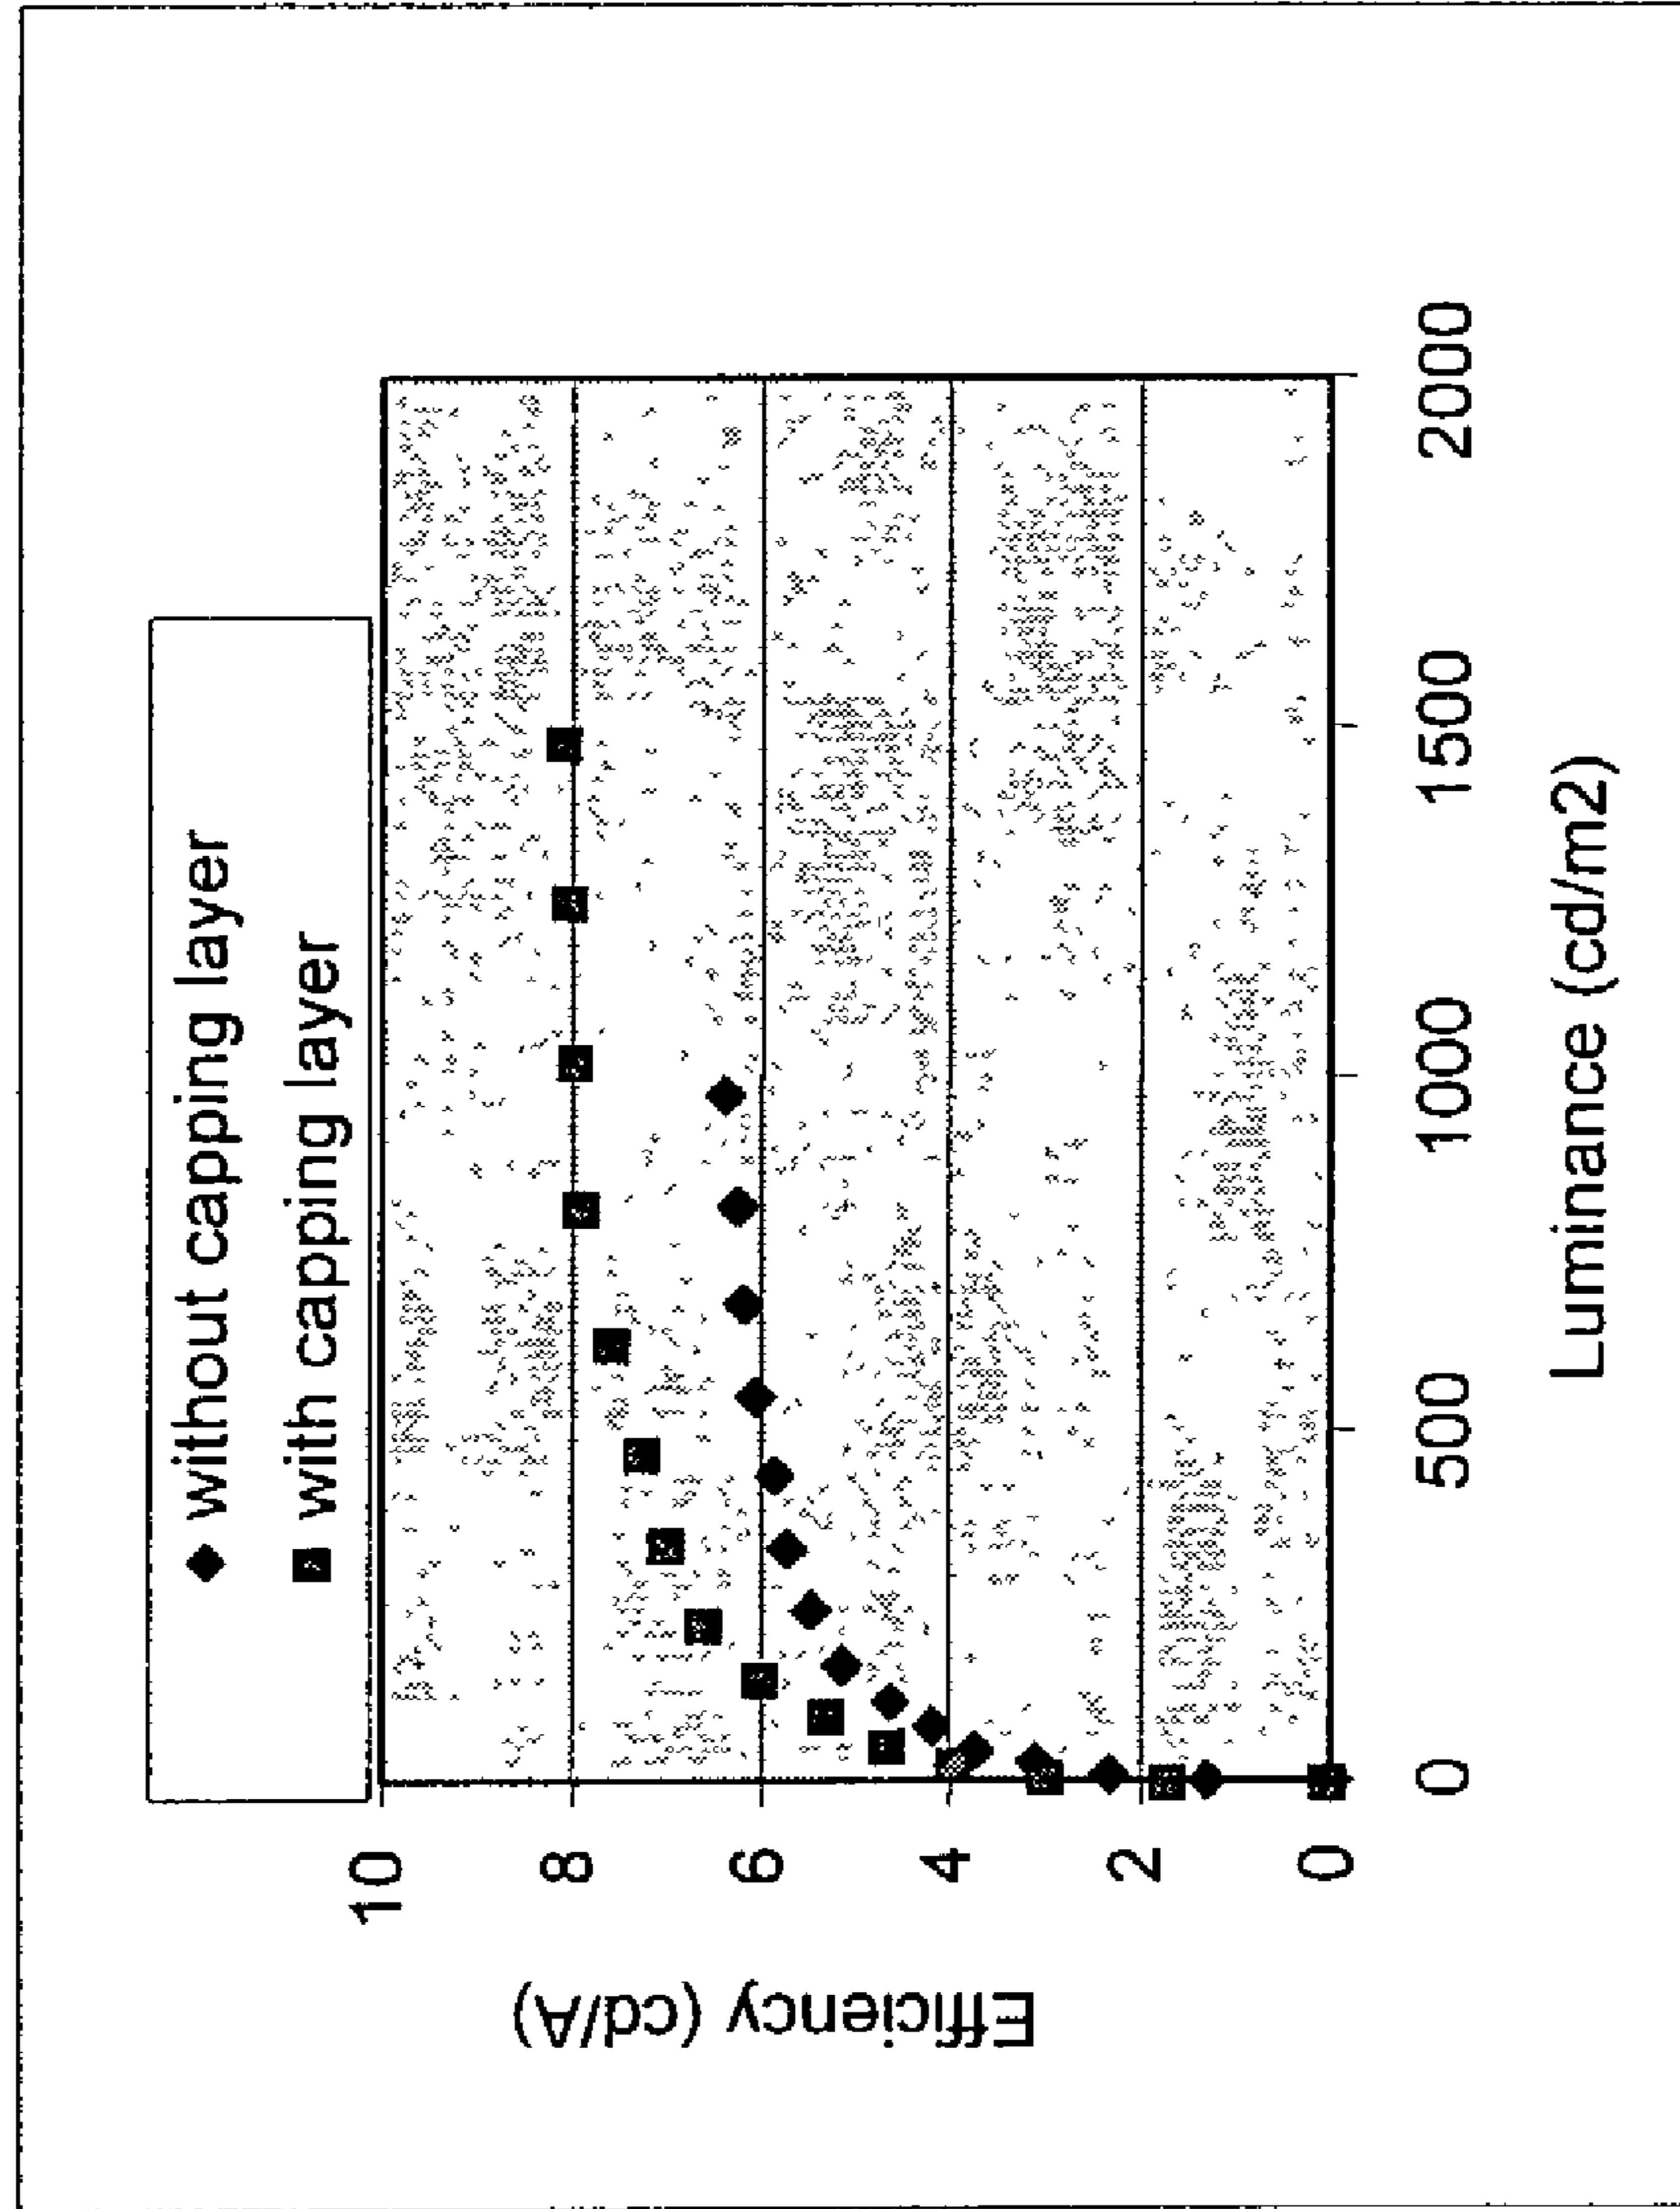 without capping layer
with capping layer
Efficiency (cd/A)
10
8
6
4
2
0
0
500
1000
1500
2000
Luminance (cd/m2)